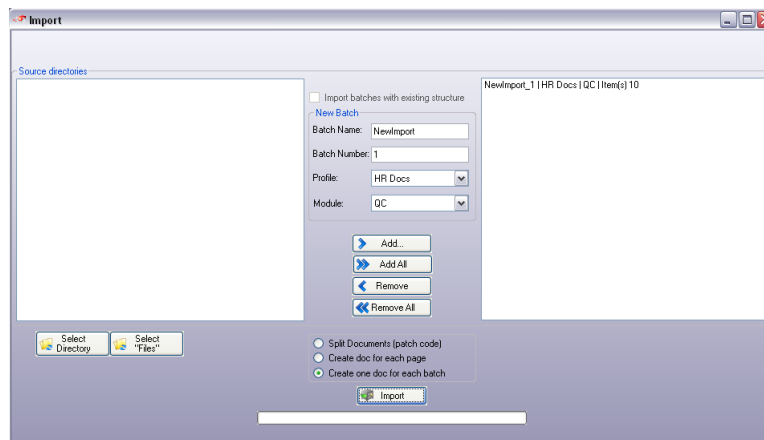 Import
Source directories
Import batches with existing structure
New Batch
Batch Name: NewImport
Batch Number: 1
Profile: HR Docs
Module: QC
NewImport_1 | HR Docs | QC | Item(s) 10
Add...
Add All
Remove
Remove All
Select
Directory
Select
"Files"
Split Documents (patch code)
Create doc for each page
Create one doc for each batch
Import